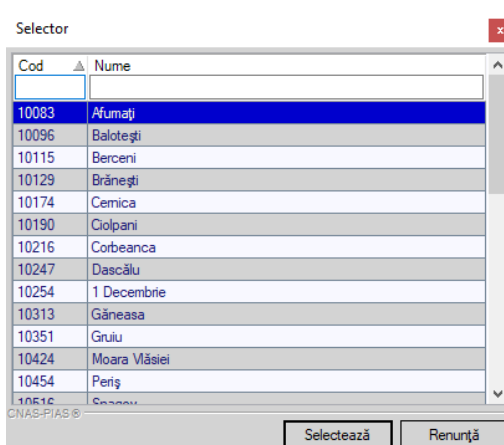 Selector
x
Cod Nume
10083 Afumaţi
10096 Baloteşti
10115 Berceni
10129 Brăneşti
10174 Cernica
10190 Ciolpani
10216 Corbeanca
10247 Dascălu
10254 1 Decembrie
10313 Găneasa
10351 Gruiu
10424 Moara Vlăsiei
10454 Periş
10516
CNAS-PIAS®
Selectează Renunţă